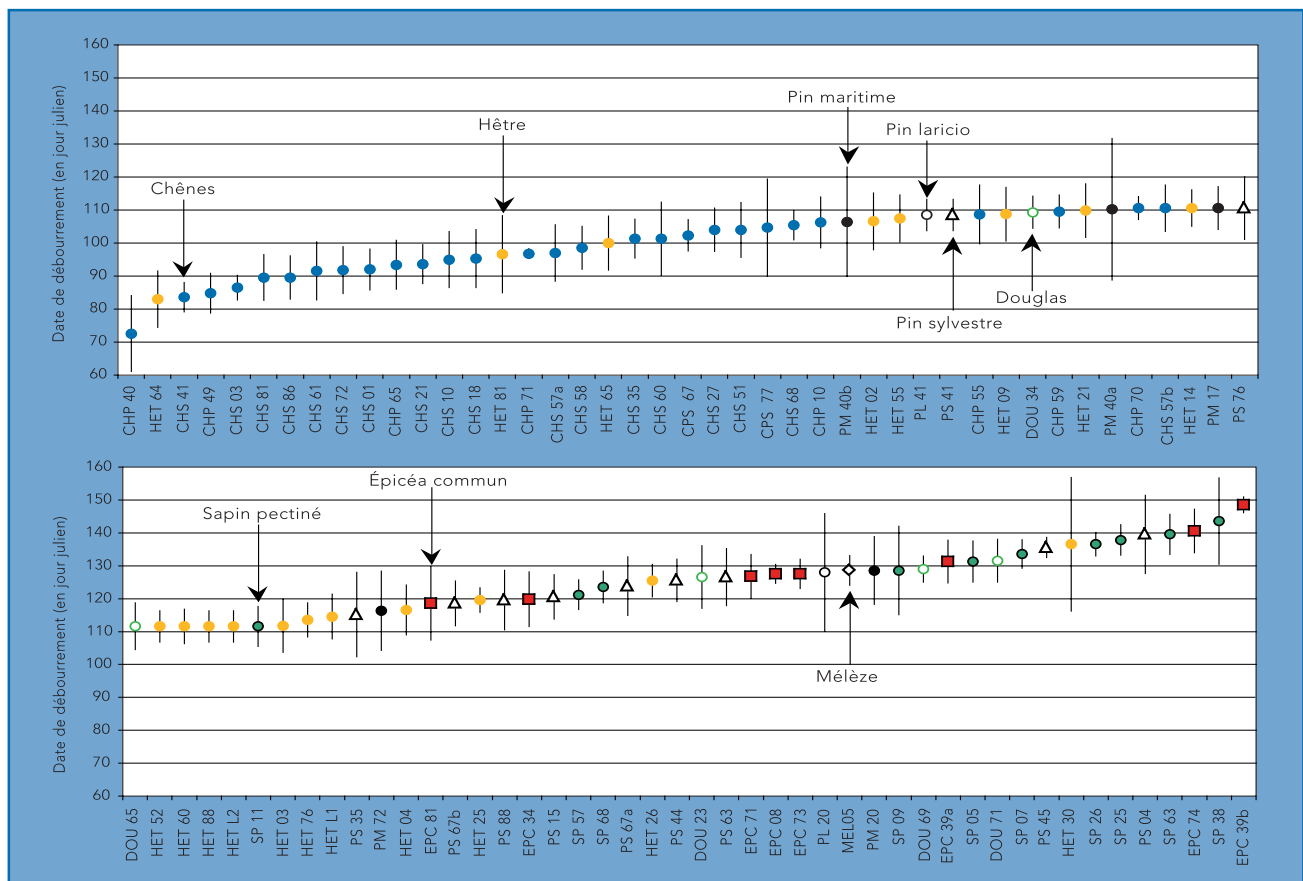 Date de débourrement (en jour julien)
160
150
140
130
120
110
100
90
80
70
60
Chênes
Hêtre
Pin maritime
Pin laricio
Pin sylvestre
Douglas
CHP 40
HET 64
CHS 41
CHP 49
CHS 03
CHS 81
CHS 86
CHS 61
CHS 72
CHS 01
CHP 65
CHS 21
CHS 10
CHS 18
HET 81
CHP 71
CHS 57a
CHS 58
HET 65
CHS 35
CHS 60
CPS 67
CHS 27
CHS 51
CPS 77
CHS 68
CHP 10
PM 40b
HET 02
HET 55
PL 41
PS 41
CHP 55
HET 09
DOU 34
CHP 59
HET 21
PM 40a
CHP 70
CHS 57b
HET 14
PM 17
PS 76
Date de débourrement (en jour julien)
160
150
140
130
120
110
100
90
80
70
60
Sapin pectiné
Épicéa commun
Mélèze
DOU 65
HET 52
HET 60
HET 88
HET L2
SP 11
HET 03
HET 76
HET L1
PS 35
PM 72
HET 04
EPC 81
PS 67b
HET 25
PS 88
EPC 34
PS 15
SP 57
SP 68
PS 67a
HET 26
PS 44
DOU 23
PS 63
EPC 71
EPC 08
EPC 73
PL 20
MEL05
PM 20
SP 09
DOU 69
EPC 39a
SP 05
DOU 71
SP 07
PS 45
HET 30
SP 26
SP 25
PS 04
SP 63
EPC 74
SP 38
EPC 39b